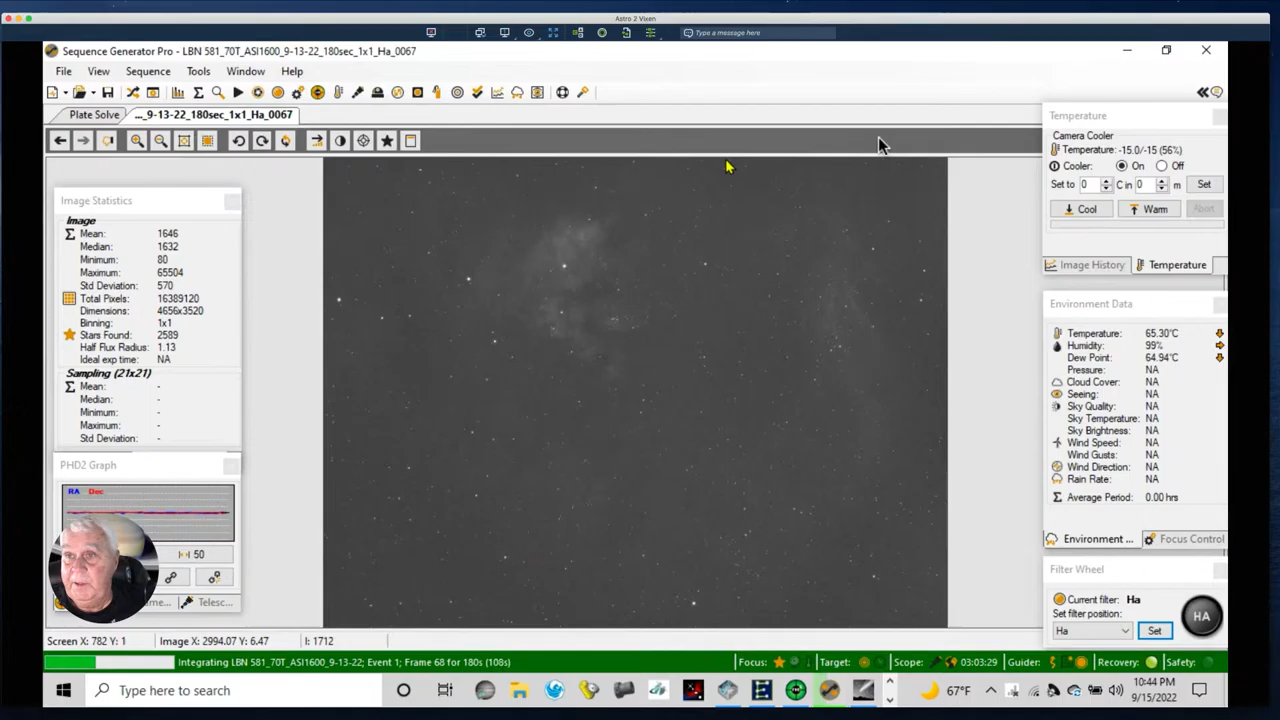 Astro 2 Vixen
Type a message here
Sequence Generator Pro - LBN 581_70T_ASI1600_9-13-22_180sec_1x1_Ha_0067
File View Sequence Tools Window Help
Plate Solve ..._9-13-22_180sec_1x1_Ha_0067
Image Statistics
Image
Mean: 1646
Median: 1632
Minimum: 80
Maximum: 65504
Std Deviation: 570
Total Pixels: 16389120
Dimensions: 4656x3520
Binning: 1x1
Stars Found: 2589
Half Flux Radius: 1.13
Ideal exp time: NA
Sampling (21x21)
Mean: -
Median: -
Minimum: -
Maximum: -
Std Deviation: -
PHD2 Graph
RA Dec
50
me... Telesc...
Temperature
Camera Cooler
Temperature: -15.0/-15 (56%)
Cooler: On Off
Set to 0 C in 0 m Set
Cool Warm Abort
Image History Temperature
Environment Data
Temperature: 65.30°C
Humidity: 99%
Dew Point: 64.94°C
Pressure: NA
Cloud Cover: NA
Seeing: NA
Sky Quality: NA
Sky Temperature: NA
Sky Brightness: NA
Wind Speed: NA
Wind Gusts: NA
Wind Direction: NA
Rain Rate: NA
Average Period: 0.00 hrs
Environment ... Focus Control
Filter Wheel
Current filter: Ha
Set filter position:
Ha Set
HA
Screen X: 782 Y: 1 Image X: 2994.07 Y: 6.47 I: 1712
Integrating LBN 581_70T_ASI1600_9-13-22; Event 1; Frame 68 for 180s (108s) Focus: Target: Scope: 03:03:29 Guider: Recovery: Safety:
Type here to search
67°F
10:44 PM
9/15/2022